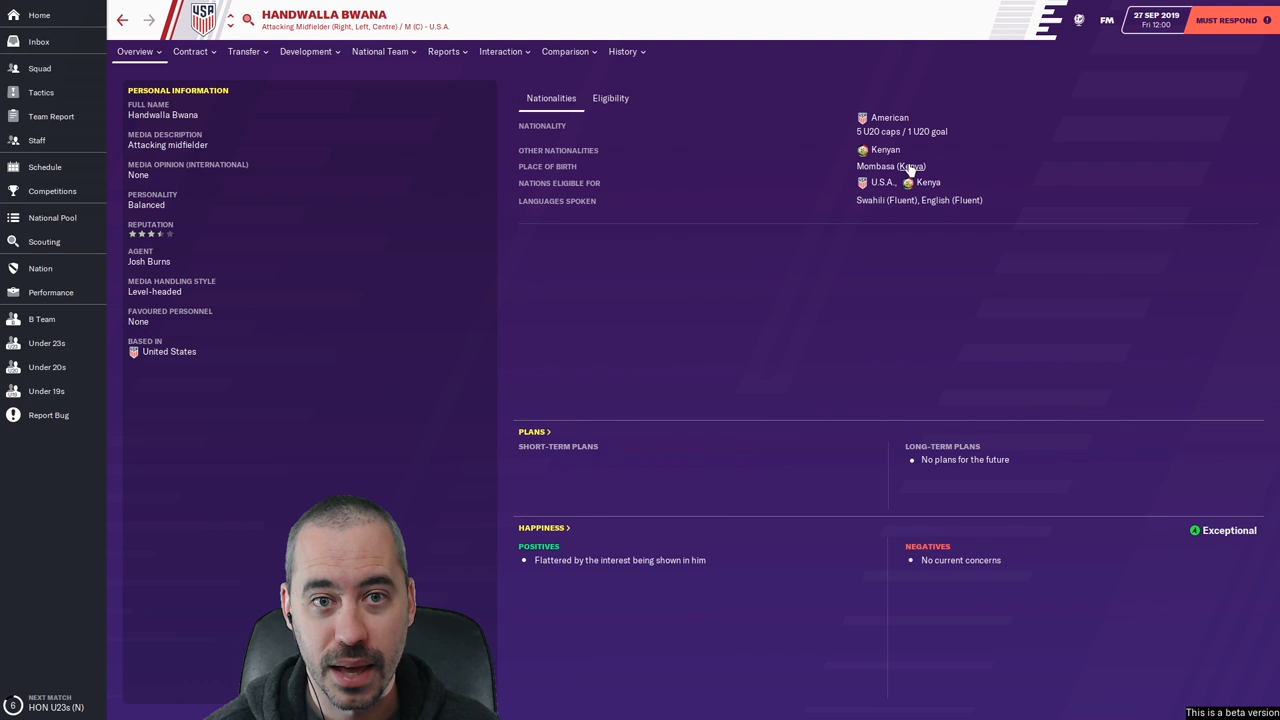 HANDWALLA BWANA
Attacking Midfielder (Right, Left, Centre) / M (C) - U.S.A.
FM
27 SEP 2019
Fri 12:00
MUST RESPOND
Home
Inbox
Squad
Tactics
Team Report
Staff
Schedule
Competitions
National Pool
Scouting
Nation
Performance
B Team
Under 23s
Under 20s
Under 19s
Report Bug
6
NEXT MATCH
HON U23s (N)
Overview
Contract
Transfer
Development
National Team
Reports
Interaction
Comparison
History
PERSONAL INFORMATION
FULL NAME
Handwalla Bwana
MEDIA DESCRIPTION
Attacking midfielder
MEDIA OPINION (INTERNATIONAL)
None
PERSONALITY
Balanced
REPUTATION
AGENT
Josh Burns
MEDIA HANDLING STYLE
Level-headed
FAVOURED PERSONNEL
None
BASED IN
United States
Nationalities
Eligibility
NATIONALITY
American
5 U20 caps / 1 U20 goal
OTHER NATIONALITIES
Kenyan
PLACE OF BIRTH
Mombasa (Kenya)
NATIONS ELIGIBLE FOR
U.S.A., Kenya
LANGUAGES SPOKEN
Swahili (Fluent), English (Fluent)
PLANS >
SHORT-TERM PLANS
LONG-TERM PLANS
No plans for the future
HAPPINESS >
4 Exceptional
POSITIVES
Flattered by the interest being shown in him
NEGATIVES
No current concerns
This is a beta version